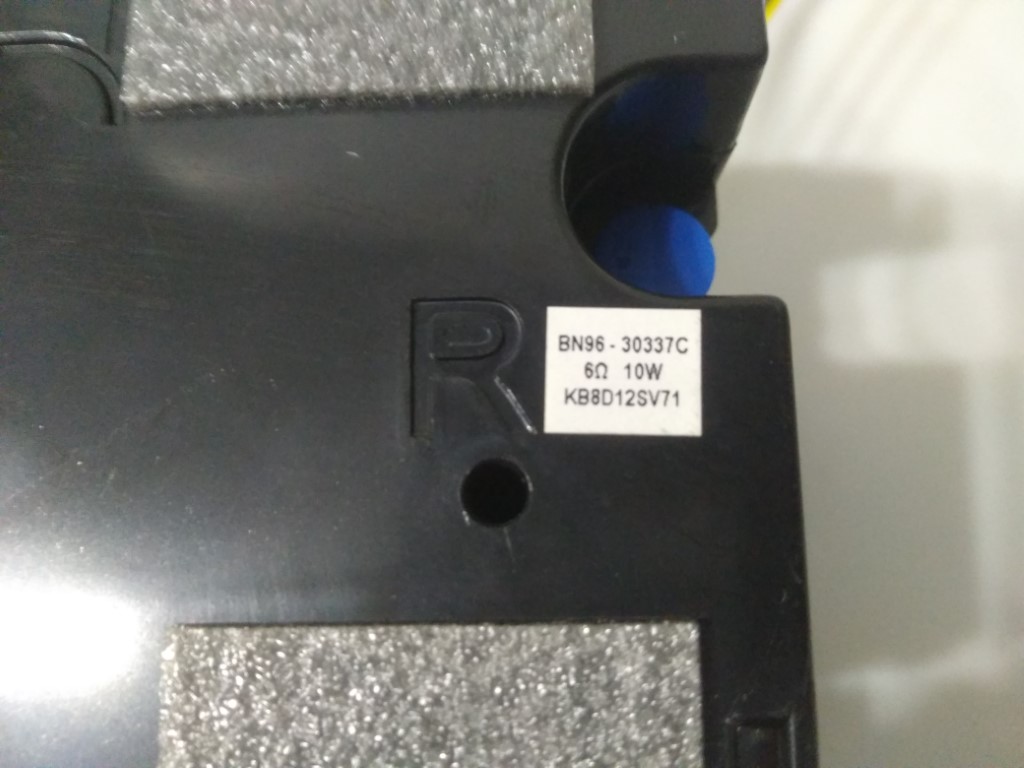 R
BN96 - 30337C
6Ω 10W
KB8D12SV71